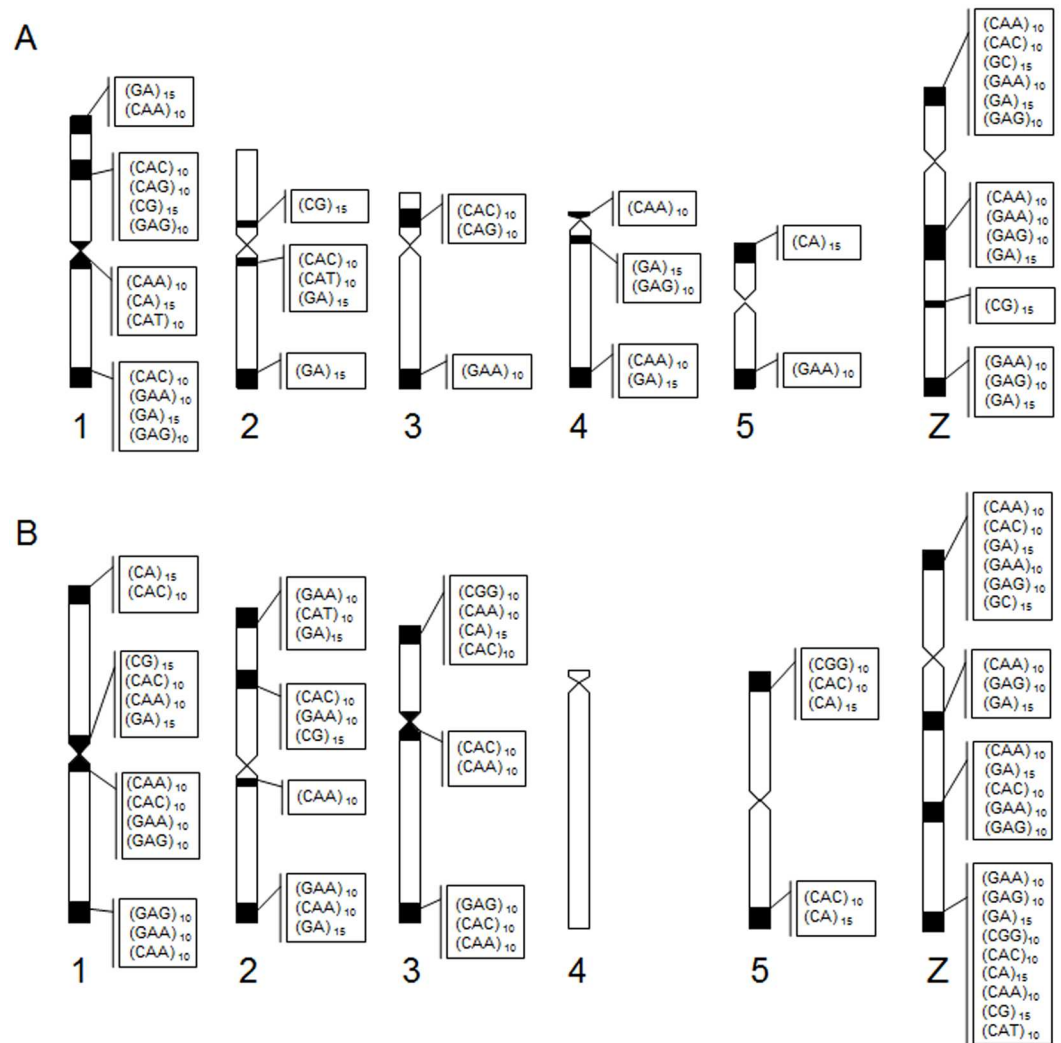 A
(GA)₁₅
(CAA)₁₀
(CAC)₁₀
(CAG)₁₀
(CG)₁₅
(GAG)₁₀
(CAA)₁₀
(CA)₁₅
(CAT)₁₀
(CAC)₁₀
(GAA)₁₀
(GA)₁₅
(GAG)₁₀
1
(CG)₁₅
(CAC)₁₀
(CAT)₁₀
(GA)₁₅
(GA)₁₅
2
(CAC)₁₀
(CAG)₁₀
(GAA)₁₀
3
(CAA)₁₀
(GA)₁₅
(GAG)₁₀
(CAA)₁₀
(GA)₁₅
4
(CA)₁₅
(GAA)₁₀
5
(CAA)₁₀
(CAC)₁₀
(GC)₁₅
(GAA)₁₀
(GA)₁₅
(GAG)₁₀
(CAA)₁₀
(GAA)₁₀
(GAG)₁₀
(GA)₁₅
(CG)₁₅
(GAA)₁₀
(GAG)₁₀
(GA)₁₅
Z
B
(CA)₁₅
(CAC)₁₀
(CG)₁₅
(CAC)₁₀
(CAA)₁₀
(GA)₁₅
(CAA)₁₀
(CAC)₁₀
(GAA)₁₀
(GAG)₁₀
(GAG)₁₀
(GAA)₁₀
(CAA)₁₀
1
(GAA)₁₀
(CAT)₁₀
(GA)₁₅
(CAC)₁₀
(GAA)₁₀
(CG)₁₅
(CAA)₁₀
(GAA)₁₀
(CAA)₁₀
(GA)₁₅
2
(CGG)₁₀
(CAA)₁₀
(CA)₁₅
(CAC)₁₀
(CAC)₁₀
(CAA)₁₀
(GAG)₁₀
(CAC)₁₀
(CAA)₁₀
3
4
(CGG)₁₀
(CAC)₁₀
(CA)₁₅
(CAC)₁₀
(CA)₁₅
5
(CAA)₁₀
(CAC)₁₀
(GA)₁₅
(GAA)₁₀
(GAG)₁₀
(GC)₁₅
(CAA)₁₀
(GAG)₁₀
(GA)₁₅
(CAA)₁₀
(GA)₁₅
(CAC)₁₀
(GAA)₁₀
(GAG)₁₀
(GAA)₁₀
(GAG)₁₀
(GA)₁₅
(CGG)₁₀
(CAC)₁₀
(CA)₁₅
(CAA)₁₀
(CG)₁₅
(CAT)₁₀
Z